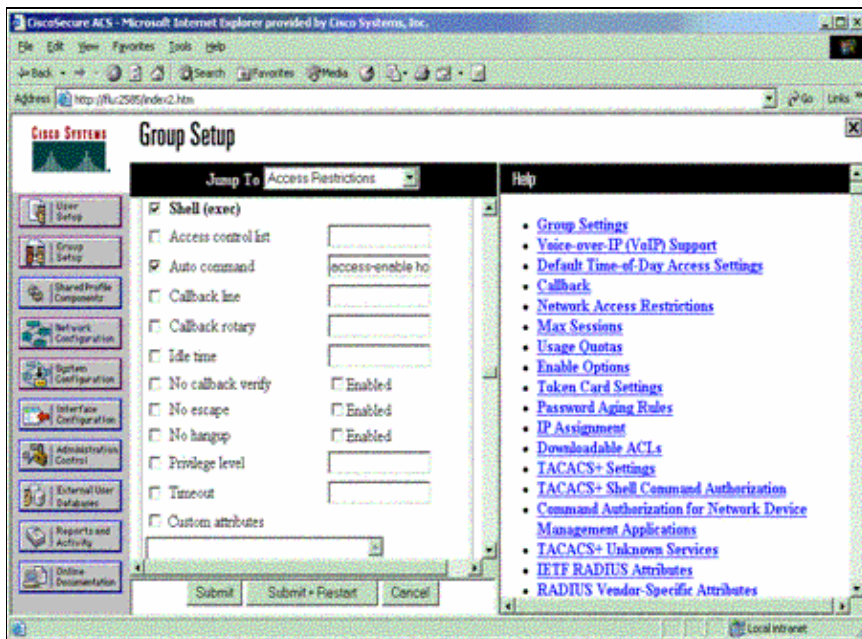 CiscoSecure ACS - Microsoft Internet Explorer provided by Cisco Systems, Inc.
File Edit View Favorites Tools Help
Back Search Favorites Media
Address Go Links
CISCO SYSTEMS
Group Setup
Jump To Access Restrictions
Help
User Setup
Group Setup
Shared Profile Components
Network Configuration
System Configuration
Interface Configuration
Administration Control
External User Databases
Reports and Activity
Online Documentation
Shell (exec)
Access control list
Auto command access-enable ho
Callback line
Callback rotary
Idle time
No callback verify Enabled
No escape Enabled
No hangup Enabled
Privilege level
Timeout
Custom attributes
Submit Submit + Restart Cancel
Group Settings
Voice-over-IP (VoIP) Support
Default Time-of-Day Access Settings
Callback
Network Access Restrictions
Max Sessions
Usage Quotas
Enable Options
Token Card Settings
Password Aging Rules
IP Assignment
Downloadable ACLs
TACACS+ Settings
TACACS+ Shell Command Authorization
Command Authorization for Network Device
Management Applications
TACACS+ Unknown Services
IETF RADIUS Attributes
RADIUS Vendor-Specific Attributes
Local intranet